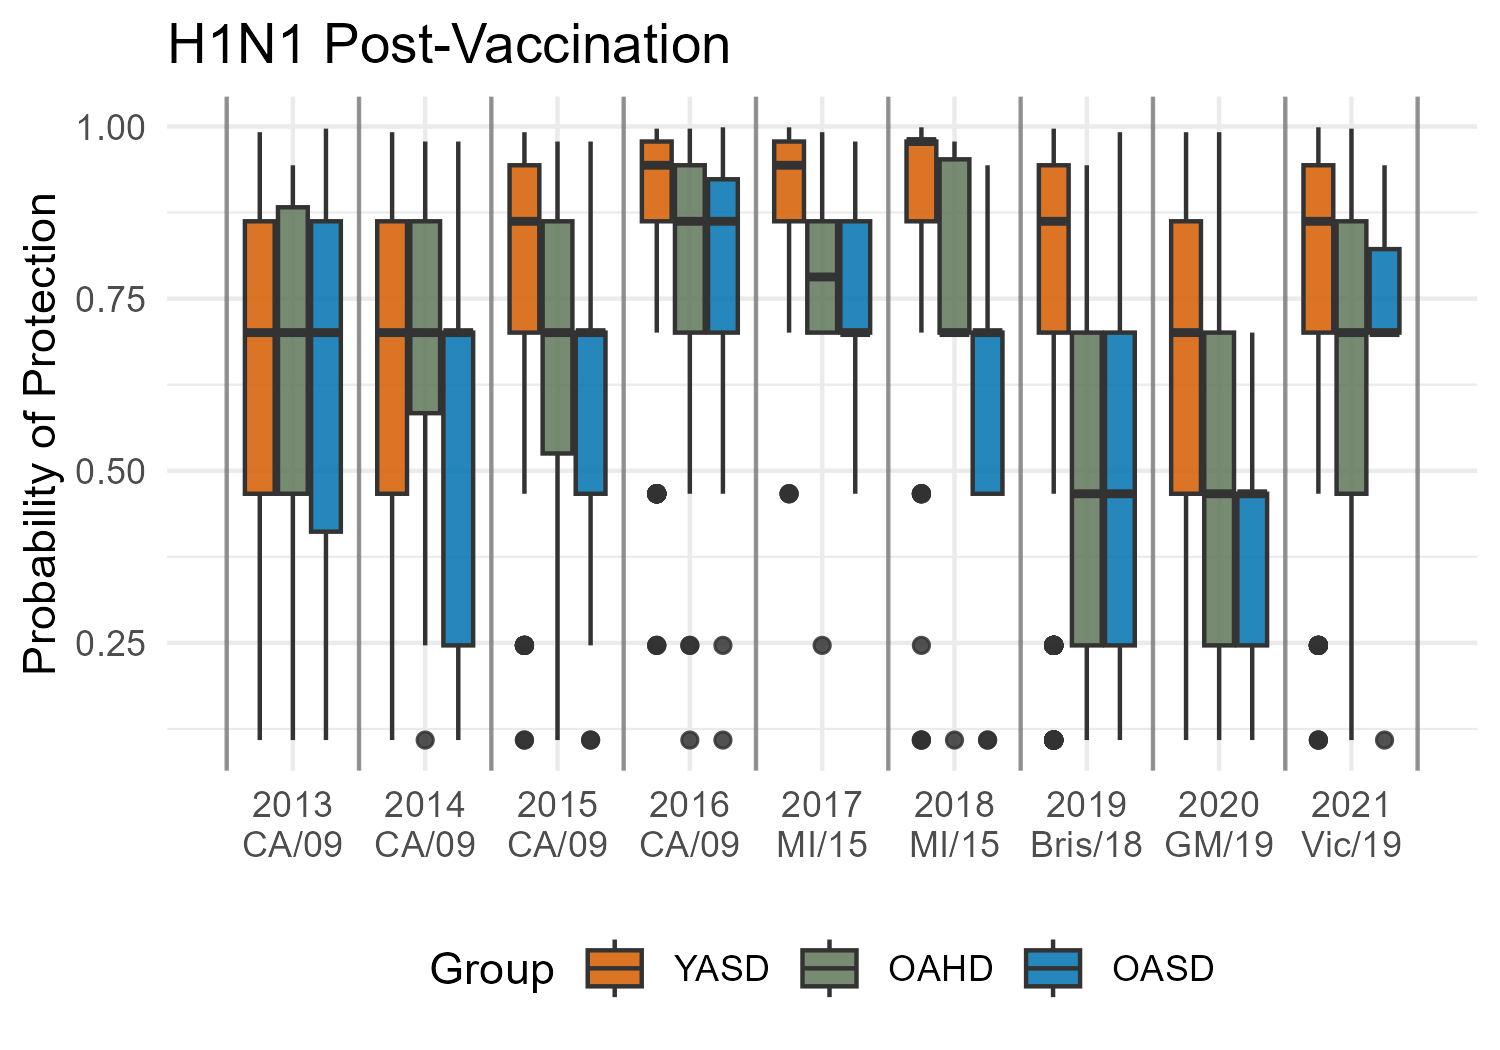 H1N1 Post-Vaccination
Probability of Protection
1.00
0.75
0.50
0.25
2013 2014 2015 2016 2017 2018 2019 2020 2021
CA/09 CA/09 CA/09 CA/09 MI/15 MI/15 Bris/18 GM/19 Vic/19
Group YASD OAHD OASD